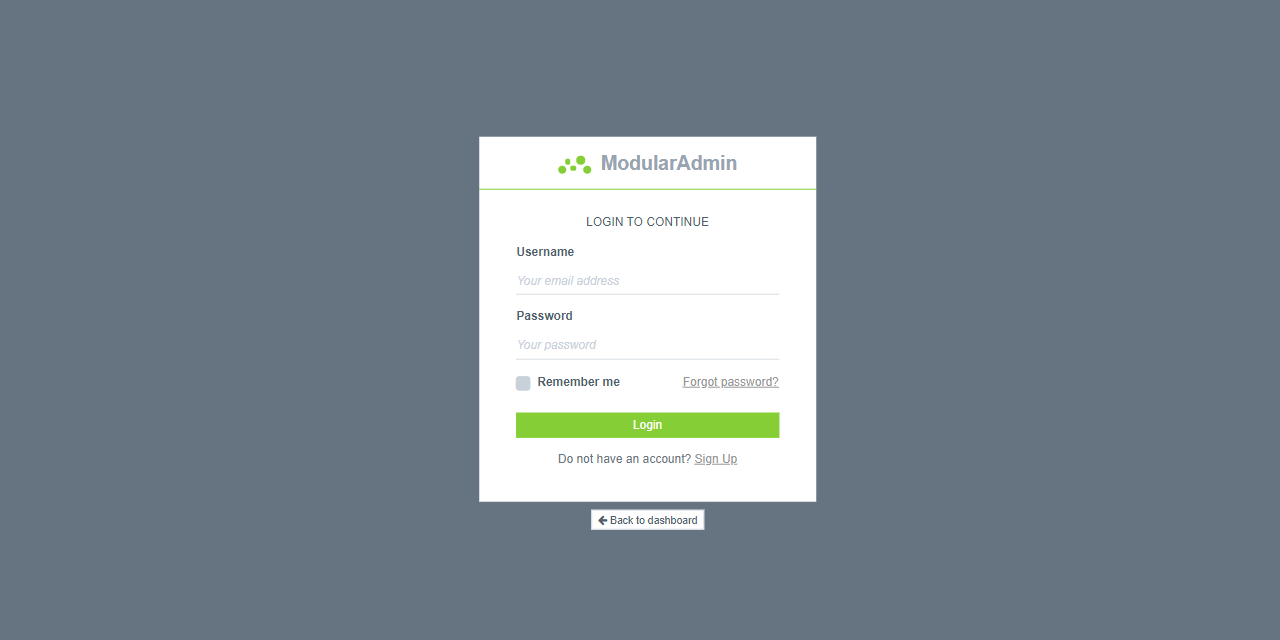 ModularAdmin
LOGIN TO CONTINUE
Username
Your email address
Password
Your password
Remember me Forgot password?
Login
Do not have an account? Sign Up
Back to dashboard